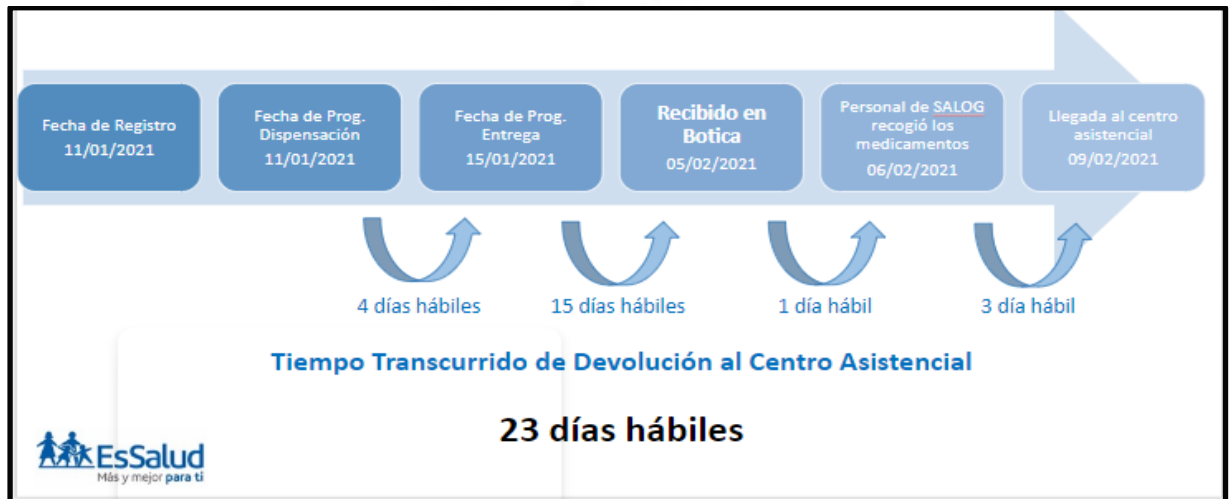 Fecha de Registro
11/01/2021
Fecha de Prog.
Dispensación
11/01/2021
Fecha de Prog.
Entrega
15/01/2021
Recibido en
Botica
05/02/2021
Personal de SALOG
recogió los
medicamentos
06/02/2021
Llegada al centro
asistencial
09/02/2021
4 días hábiles
15 días hábiles
1 día hábil
3 día hábil
Tiempo Transcurrido de Devolución al Centro Asistencial
23 días hábiles
EsSalud
Más y mejor para ti